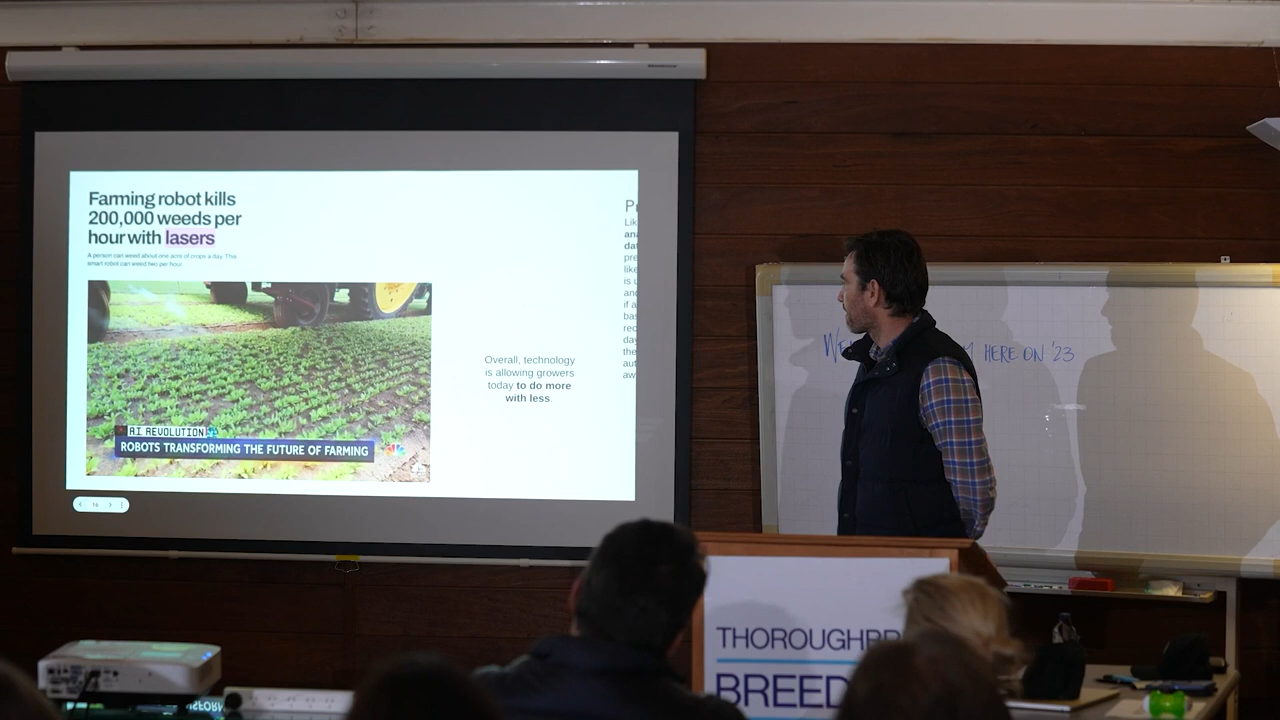 Farming robot kills
200,000 weeds per
hour with lasers
A person can weed about one acre of crops a day. This
smart robot can weed two per hour.
AI REVOLUTION
ROBOTS TRANSFORMING THE FUTURE OF FARMING
Overall, technology
is allowing growers
today to do more
with less.
16
HERE ON '23
THOROUGHBR
BREED